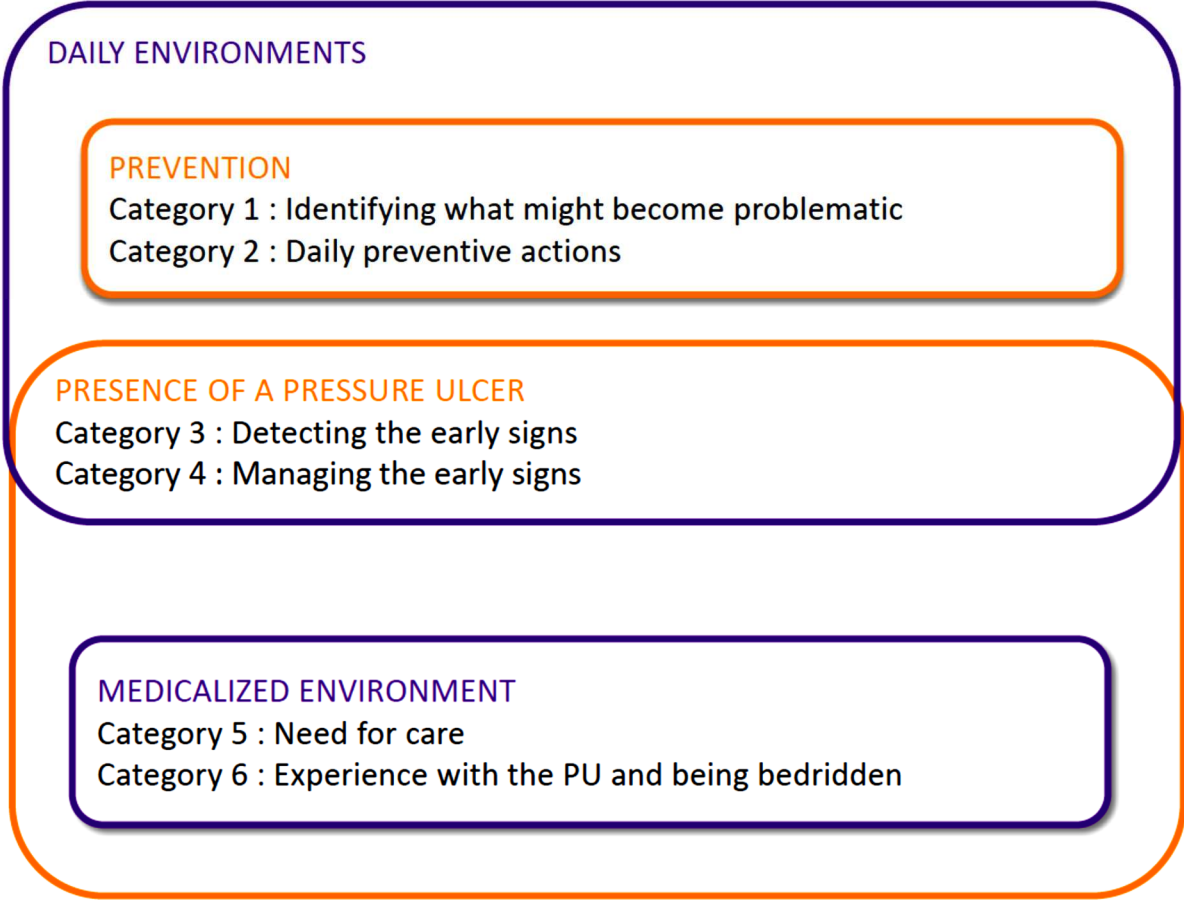 DAILY ENVIRONMENTS
PREVENTION
Category 1 : Identifying what might become problematic
Category 2 : Daily preventive actions
PRESENCE OF A PRESSURE ULCER
Category 3 : Detecting the early signs
Category 4 : Managing the early signs
MEDICALIZED ENVIRONMENT
Category 5 : Need for care
Category 6 : Experience with the PU and being bedridden